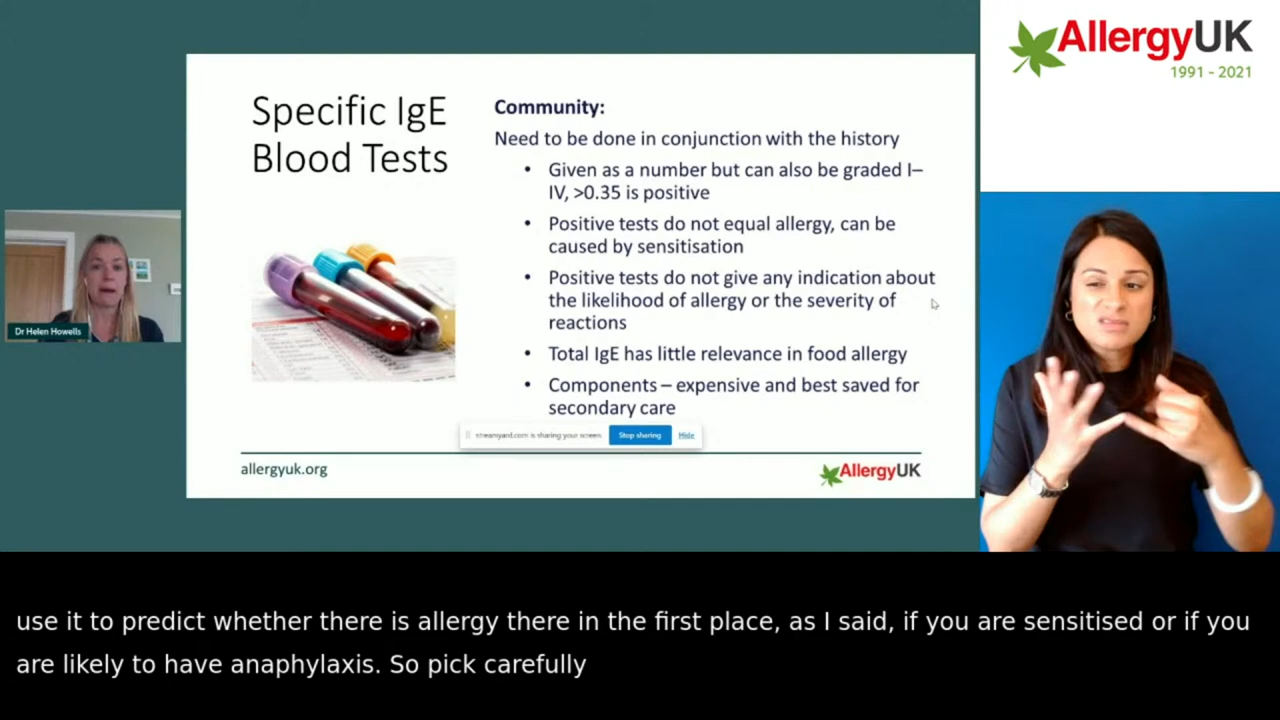 AllergyUK
1991 - 2021
Specific IgE
Blood Tests
Community:
Need to be done in conjunction with the history
• Given as a number but can also be graded I–
IV, >0.35 is positive
• Positive tests do not equal allergy, can be
caused by sensitisation
• Positive tests do not give any indication about
the likelihood of allergy or the severity of
reactions
• Total IgE has little relevance in food allergy
• Components – expensive and best saved for
secondary care
Dr Helen Howells
streamyard.com is sharing your screen. Stop sharing Hide
allergyuk.org
AllergyUK
use it to predict whether there is allergy there in the first place, as I said, if you are sensitised or if you
are likely to have anaphylaxis. So pick carefully